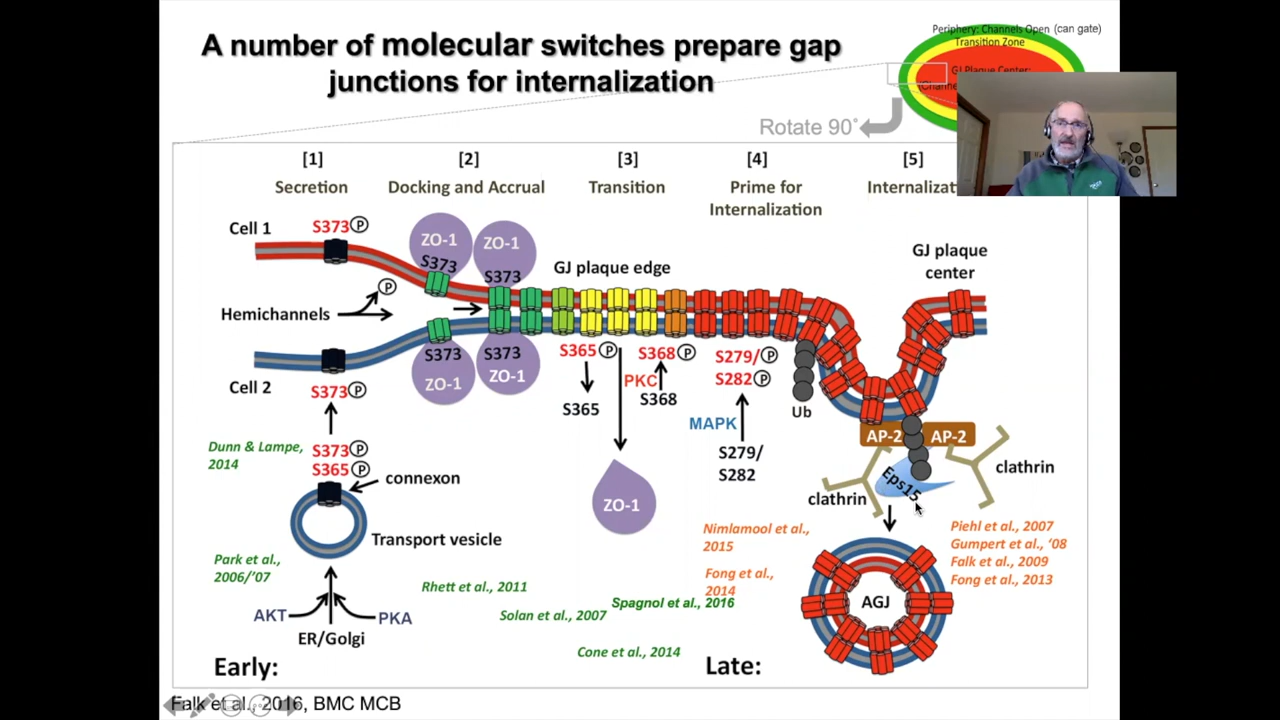 A number of molecular switches prepare gap
junctions for internalization
Periphery: Channels Open (can gate)
Transition Zone
GJ Plaque Center:
Rotate 90°
[1]
Secretion
[2]
Docking and Accrual
[3]
Transition
[4]
Prime for
Internalization
[5]
Cell 1
S373 P
ZO-1
ZO-1
S373
S373
GJ plaque edge
GJ plaque
center
P
Hemichannels
Cell 2
S373 P
S373
S373
ZO-1
ZO-1
S365 P
S365
S368 P
PKC
S368
S279/ P
S282 P
MAPK
S279/
S282
Ub
AP-2
AP-2
Eps15
clathrin
clathrin
Dunn & Lampe,
2014
S373 P
S365 P
connexon
ZO-1
Transport vesicle
Park et al.,
2006/'07
AKT
PKA
ER/Golgi
Rhett et al., 2011
Solan et al., 2007
Spagnol et al., 2016
Cone et al., 2014
Nimlamool et al.,
2015
Fong et al.,
2014
Piehl et al., 2007
Gumpert et al., '08
Falk et al., 2009
Fong et al., 2013
AGJ
Early:
Late:
Falk et al., 2016, BMC MCB